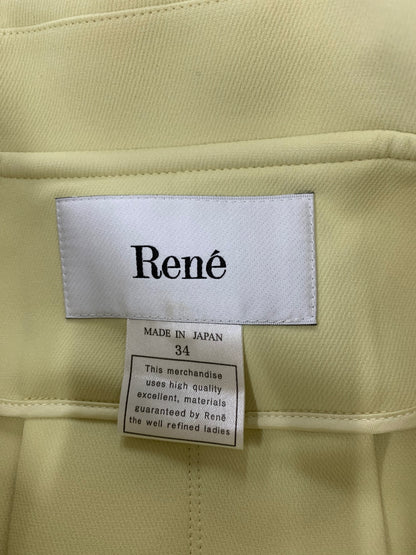 René
MADE IN JAPAN
34
This merchandise
uses high quality
excellent, materials
guaranteed by René
the well refined ladies